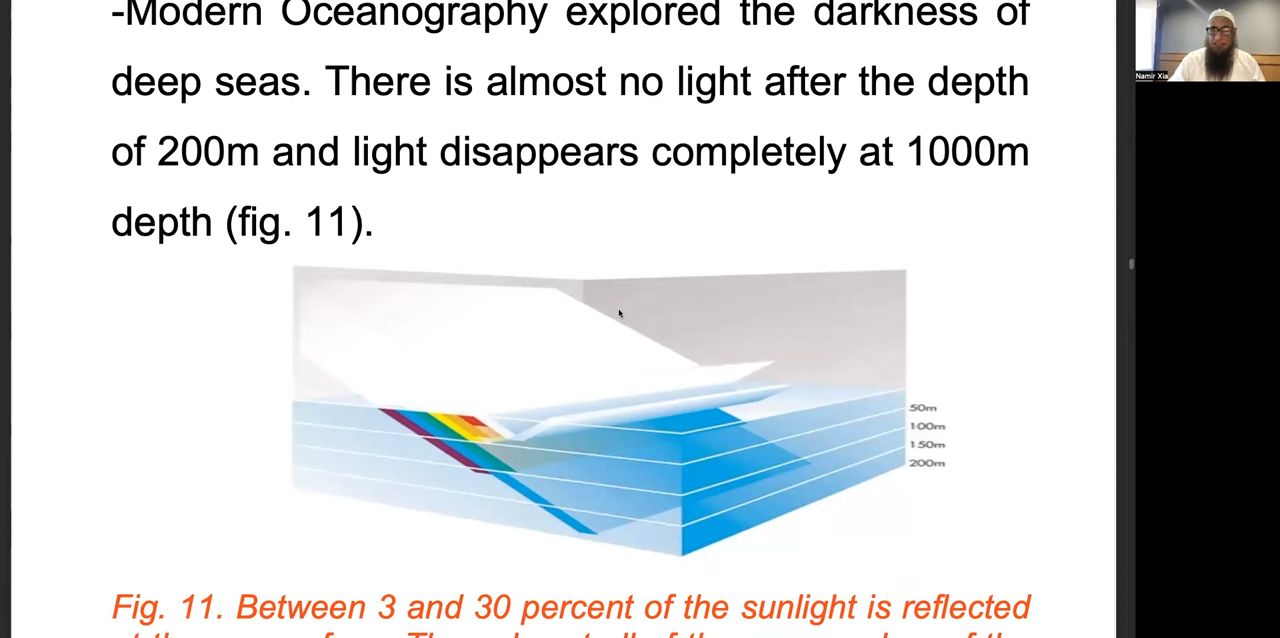 -Modern Oceanography explored the darkness of
deep seas. There is almost no light after the depth
of 200m and light disappears completely at 1000m
depth (fig. 11).
50m
100m
150m
200m
Fig. 11. Between 3 and 30 percent of the sunlight is reflected
Namir Xia